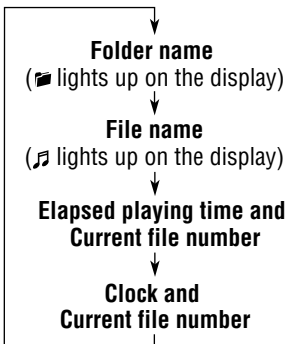 Folder name
( lights up on the display)
File name
( lights up on the display)
Elapsed playing time and
Current file number
Clock and
Current file number